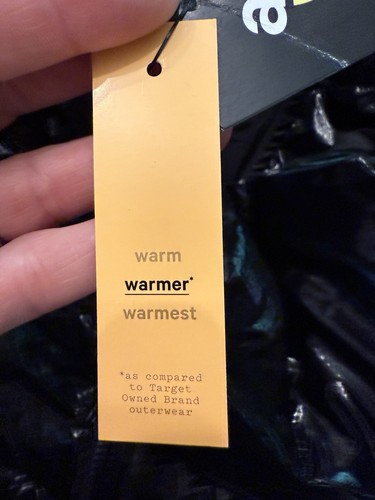 a
warm
warmer*
warmest
*as compared
to Target
Owned Brand
outerwear